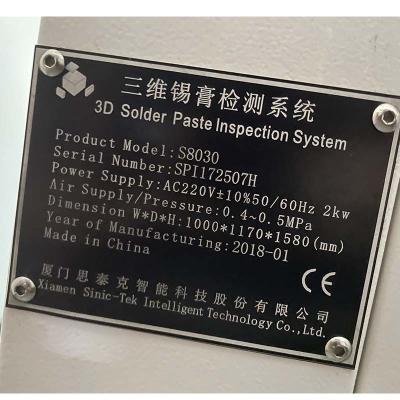 三维锡膏检测系统
3D Solder Paste Inspection System
Product Model:S8030
Serial Number:SPI172507H
Power Supply:AC220V±10%50/60Hz 2kw
Air Supply/Pressure:0.4~0.5MPa
Dimension W*D*H:1000*1170*1580(mm)
Year of Manufacturing:2018-01
Made in China
CE
厦门思泰克智能科技股份有限公司
Xiamen Sinic-Tek Intelligent Technology Co.,Ltd.